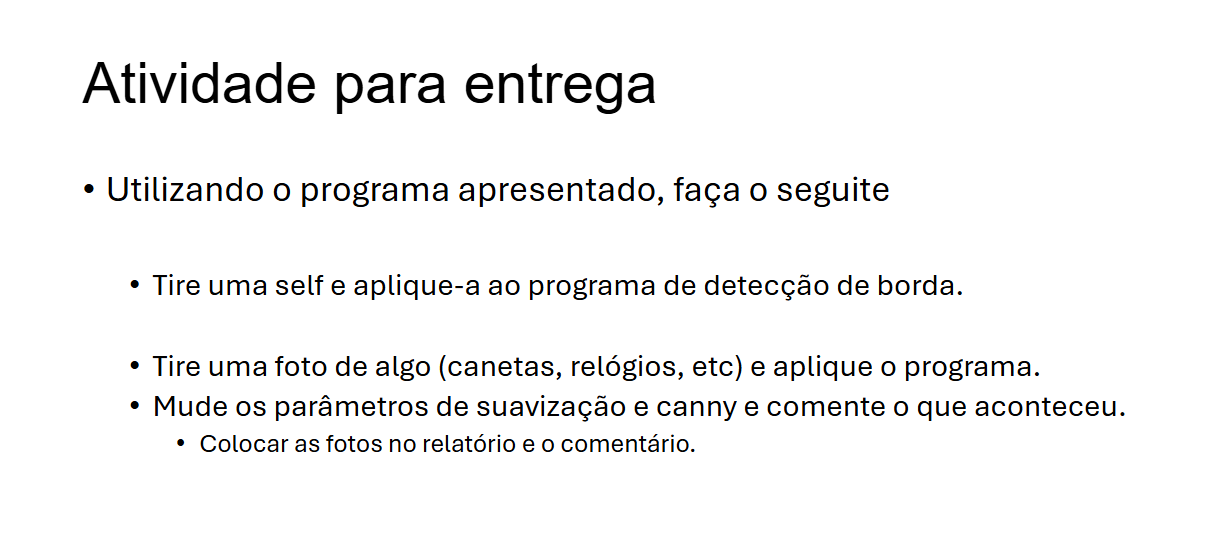 Atividade para entrega
• Utilizando o programa apresentado, faça o seguite
• Tire uma self e aplique-a ao programa de detecção de borda.
• Tire uma foto de algo (canetas, relógios, etc) e aplique o programa.
• Mude os parâmetros de suavização e canny e comente o que aconteceu.
• Colocar as fotos no relatório e o comentário.